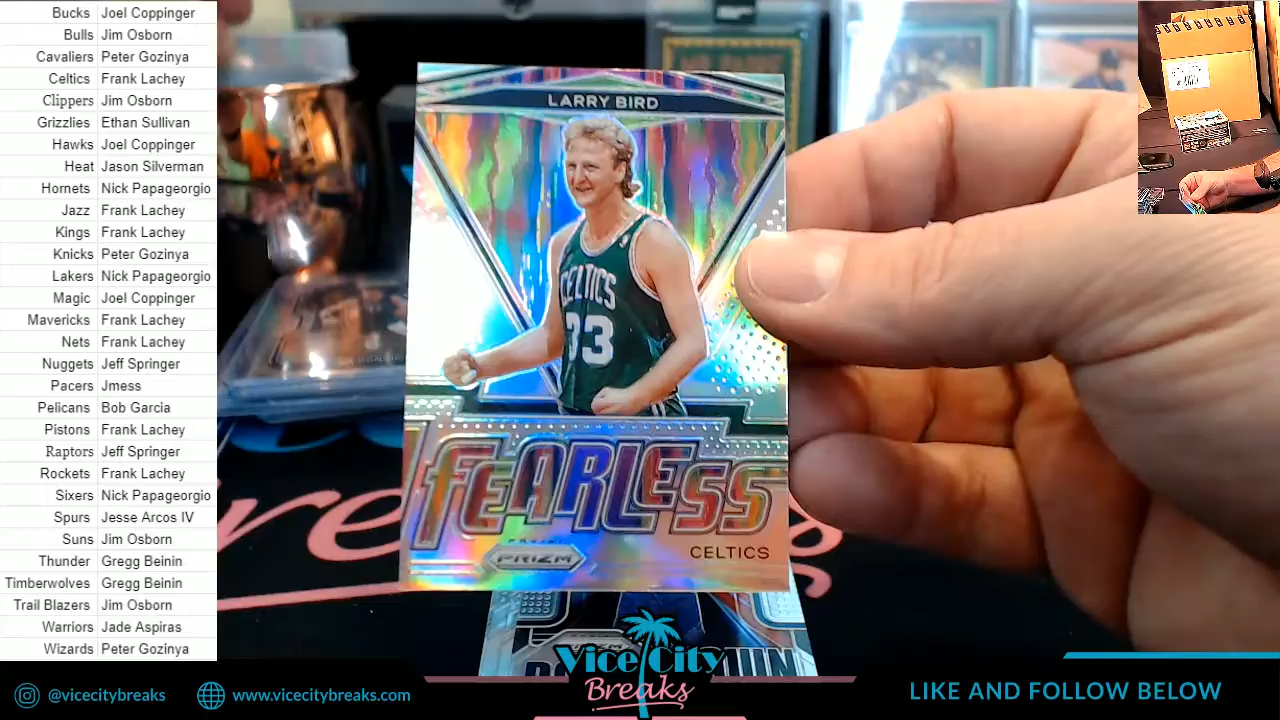 Bucks Joel Coppinger
Bulls Jim Osborn
Cavaliers Peter Gozinya
Celtics Frank Lachey
Clippers Jim Osborn
Grizzlies Ethan Sullivan
Hawks Joel Coppinger
Heat Jason Silverman
Hornets Nick Papageorgio
Jazz Frank Lachey
Kings Frank Lachey
Knicks Peter Gozinya
Lakers Nick Papageorgio
Magic Joel Coppinger
Mavericks Frank Lachey
Nets Frank Lachey
Nuggets Jeff Springer
Pacers Jmess
Pelicans Bob Garcia
Pistons Frank Lachey
Raptors Jeff Springer
Rockets Frank Lachey
Sixers Nick Papageorgio
Spurs Jesse Arcos IV
Suns Jim Osborn
Thunder Gregg Beinin
Timberwolves Gregg Beinin
Trail Blazers Jim Osborn
Warriors Jade Aspiras
Wizards Peter Gozinya
LARRY BIRD
CELTICS
33
FEARLESS
PRIZM
CELTICS
Vice City
Breaks
@vicecitybreaks
www.vicecitybreaks.com
LIKE AND FOLLOW BELOW